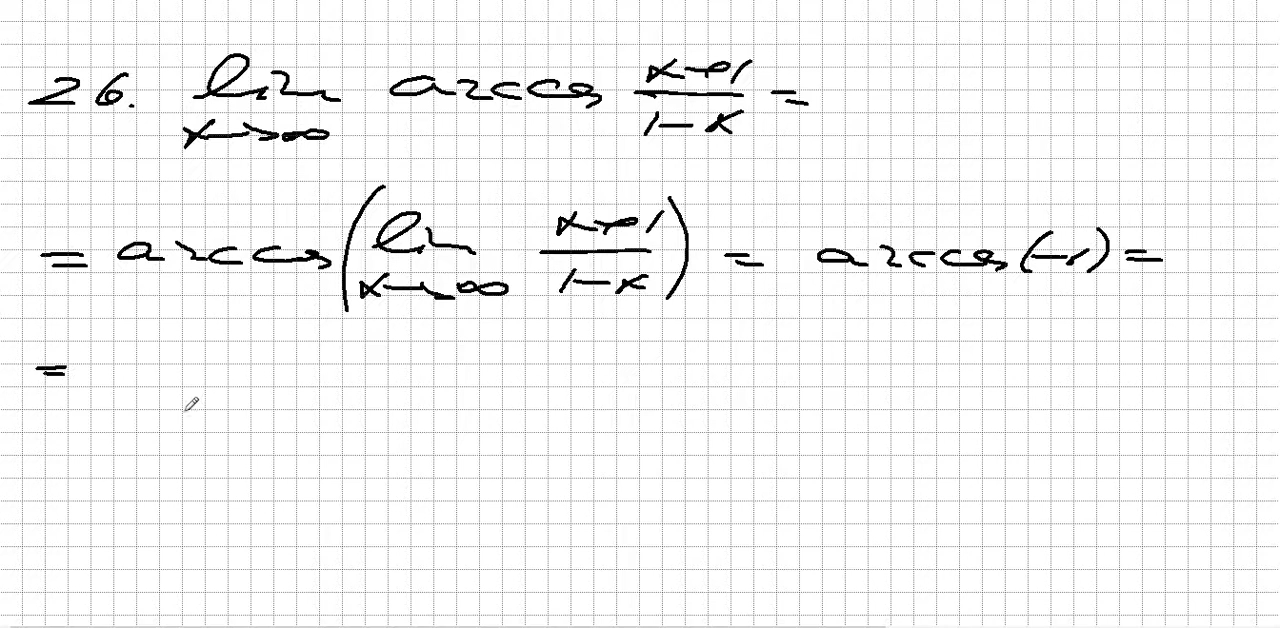 26. lim x→∞ arccos (x+1)/(1-x) =
= arccos(lim x→∞ (x+1)/(1-x)) = arccos(-1) =
=